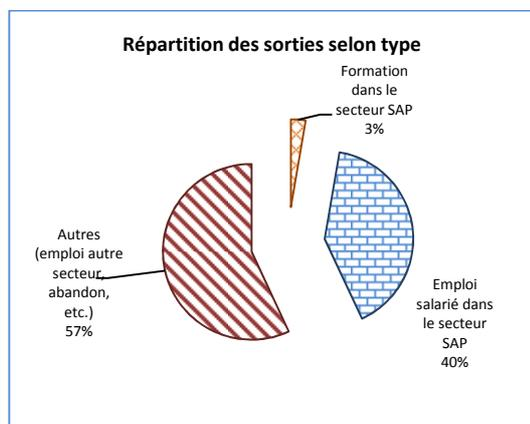 Répartition des sorties selon type
Formation
dans le
secteur SAP
3%
Autres
(emploi autre
secteur,
abandon,
etc.)
57%
Emploi
salarié dans
le secteur
SAP
40%